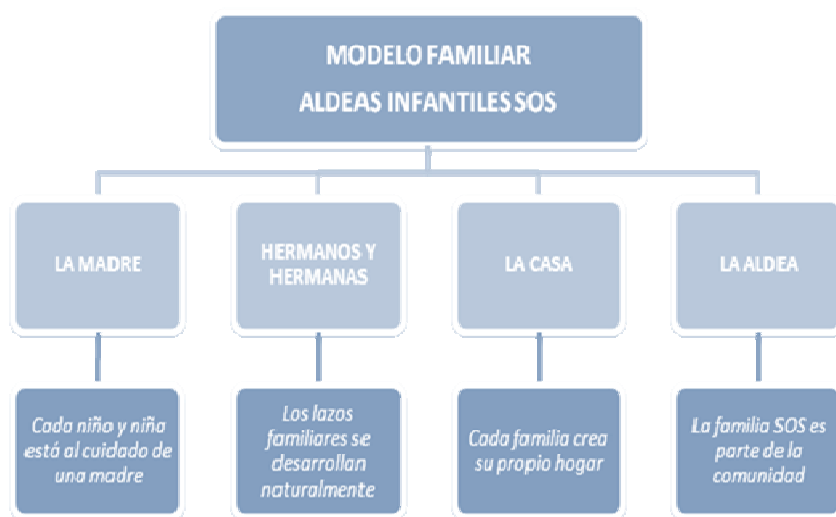 MODELO FAMILIAR
ALDEAS INFANTILES SOS
LA MADRE
HERMANOS Y
HERMANAS
LA CASA
LA ALDEA
Cada niño y niña
está al cuidado de
una madre
Los lazos
familiares se
desarrollan
naturalmente
Cada familia crea
su propio hogar
La familia SOS es
parte de la
comunidad